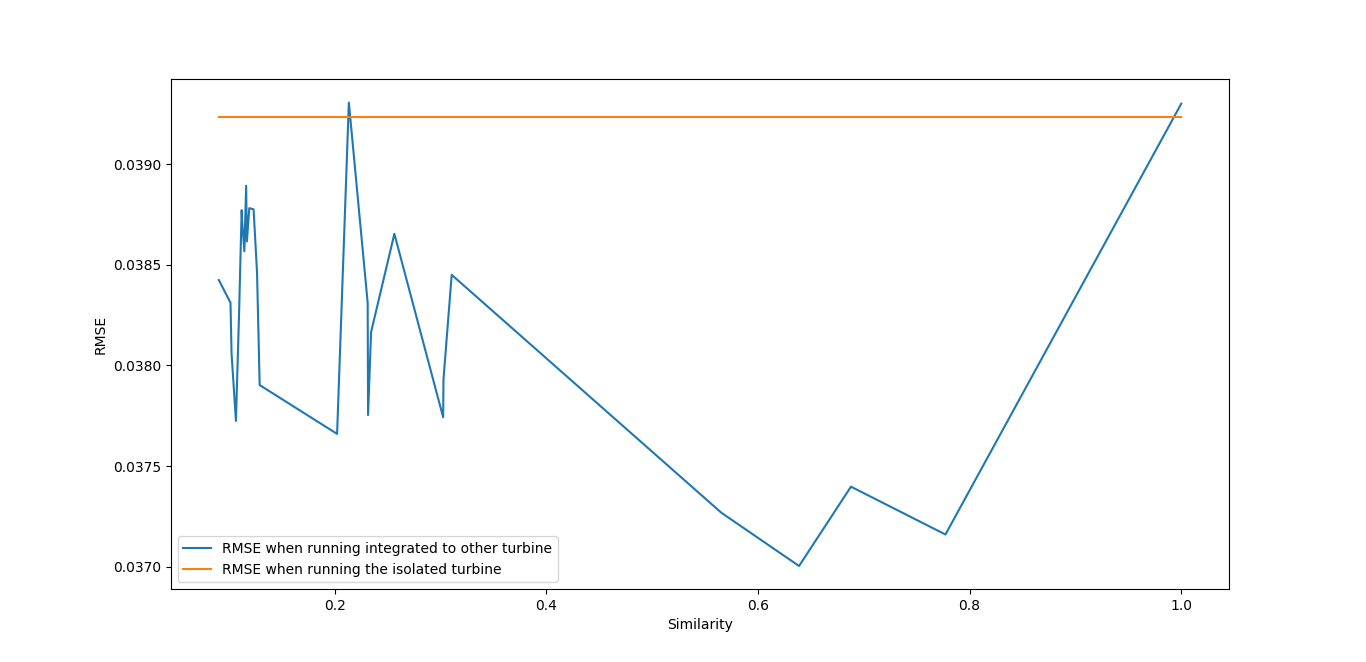 0.0390
0.0385
0.0380
0.0375
0.0370
RMSE
RMSE when running integrated to other turbine
RMSE when running the isolated turbine
0.2 0.4 0.6 0.8 1.0
Similarity